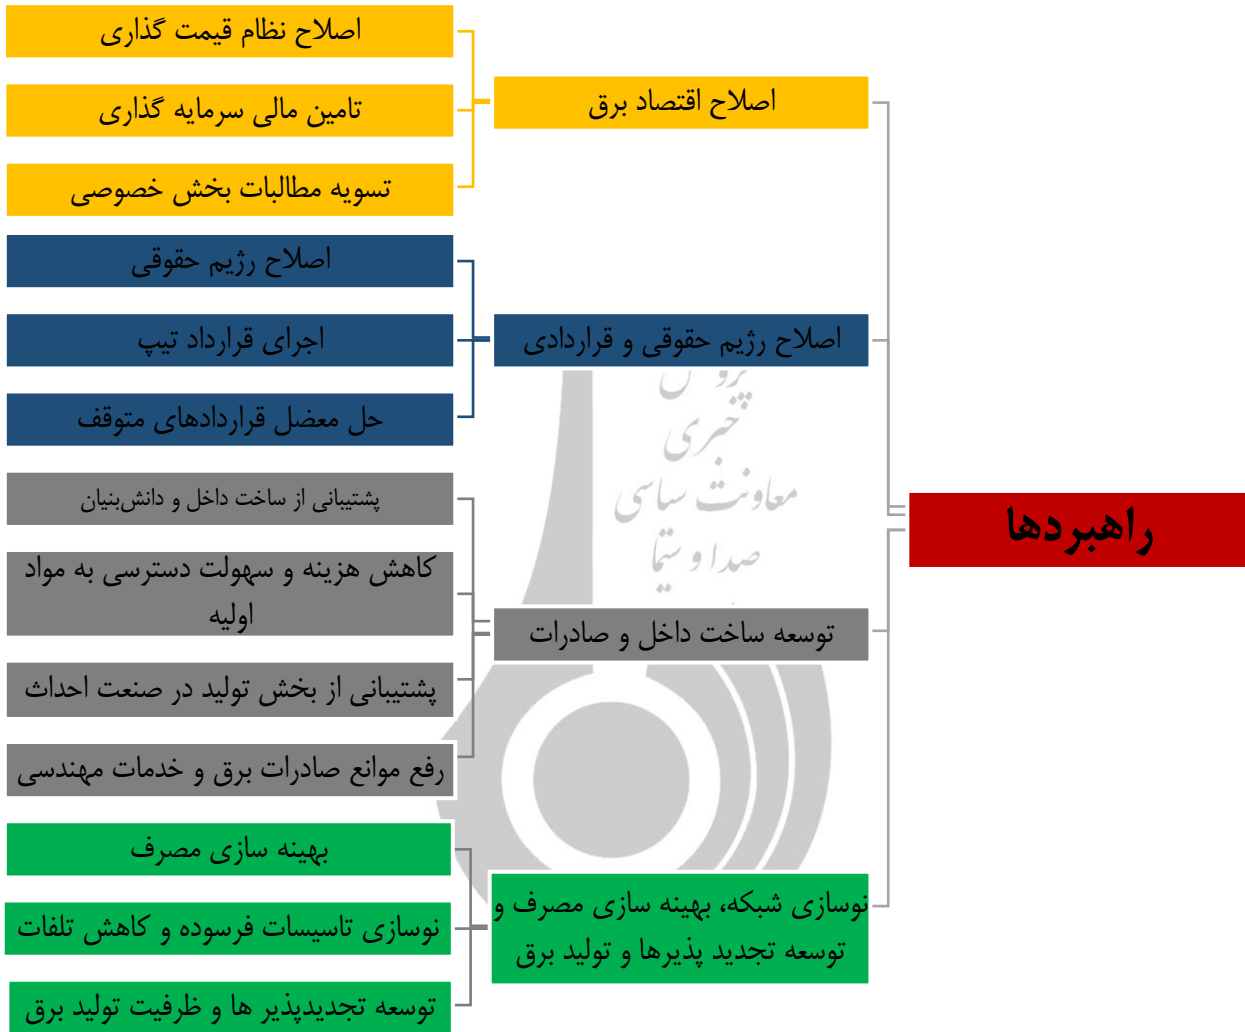 راهبردها
اصلاح اقتصاد برق
اصلاح نظام قیمت گذاری
تامین مالی سرمایه گذاری
تسویه مطالبات بخش خصوصی
اصلاح رژیم حقوقی و قراردادی
اصلاح رژیم حقوقی
اجرای قرارداد تیپ
حل معضل قراردادهای متوقف
توسعه ساخت داخل و صادرات
پشتیبانی از ساخت داخل و دانش‌بنیان
کاهش هزینه و سهولت دسترسی به مواد
اولیه
پشتیبانی از بخش تولید در صنعت احداث
رفع موانع صادرات برق و خدمات مهندسی
نوسازی شبکه، بهینه سازی مصرف و
توسعه تجدید پذیرها و تولید برق
بهینه سازی مصرف
نوسازی تاسیسات فرسوده و کاهش تلفات
توسعه تجدیدپذیر ها و ظرفیت تولید برق
خبری
معاونت سیاسی
صدا و سیما